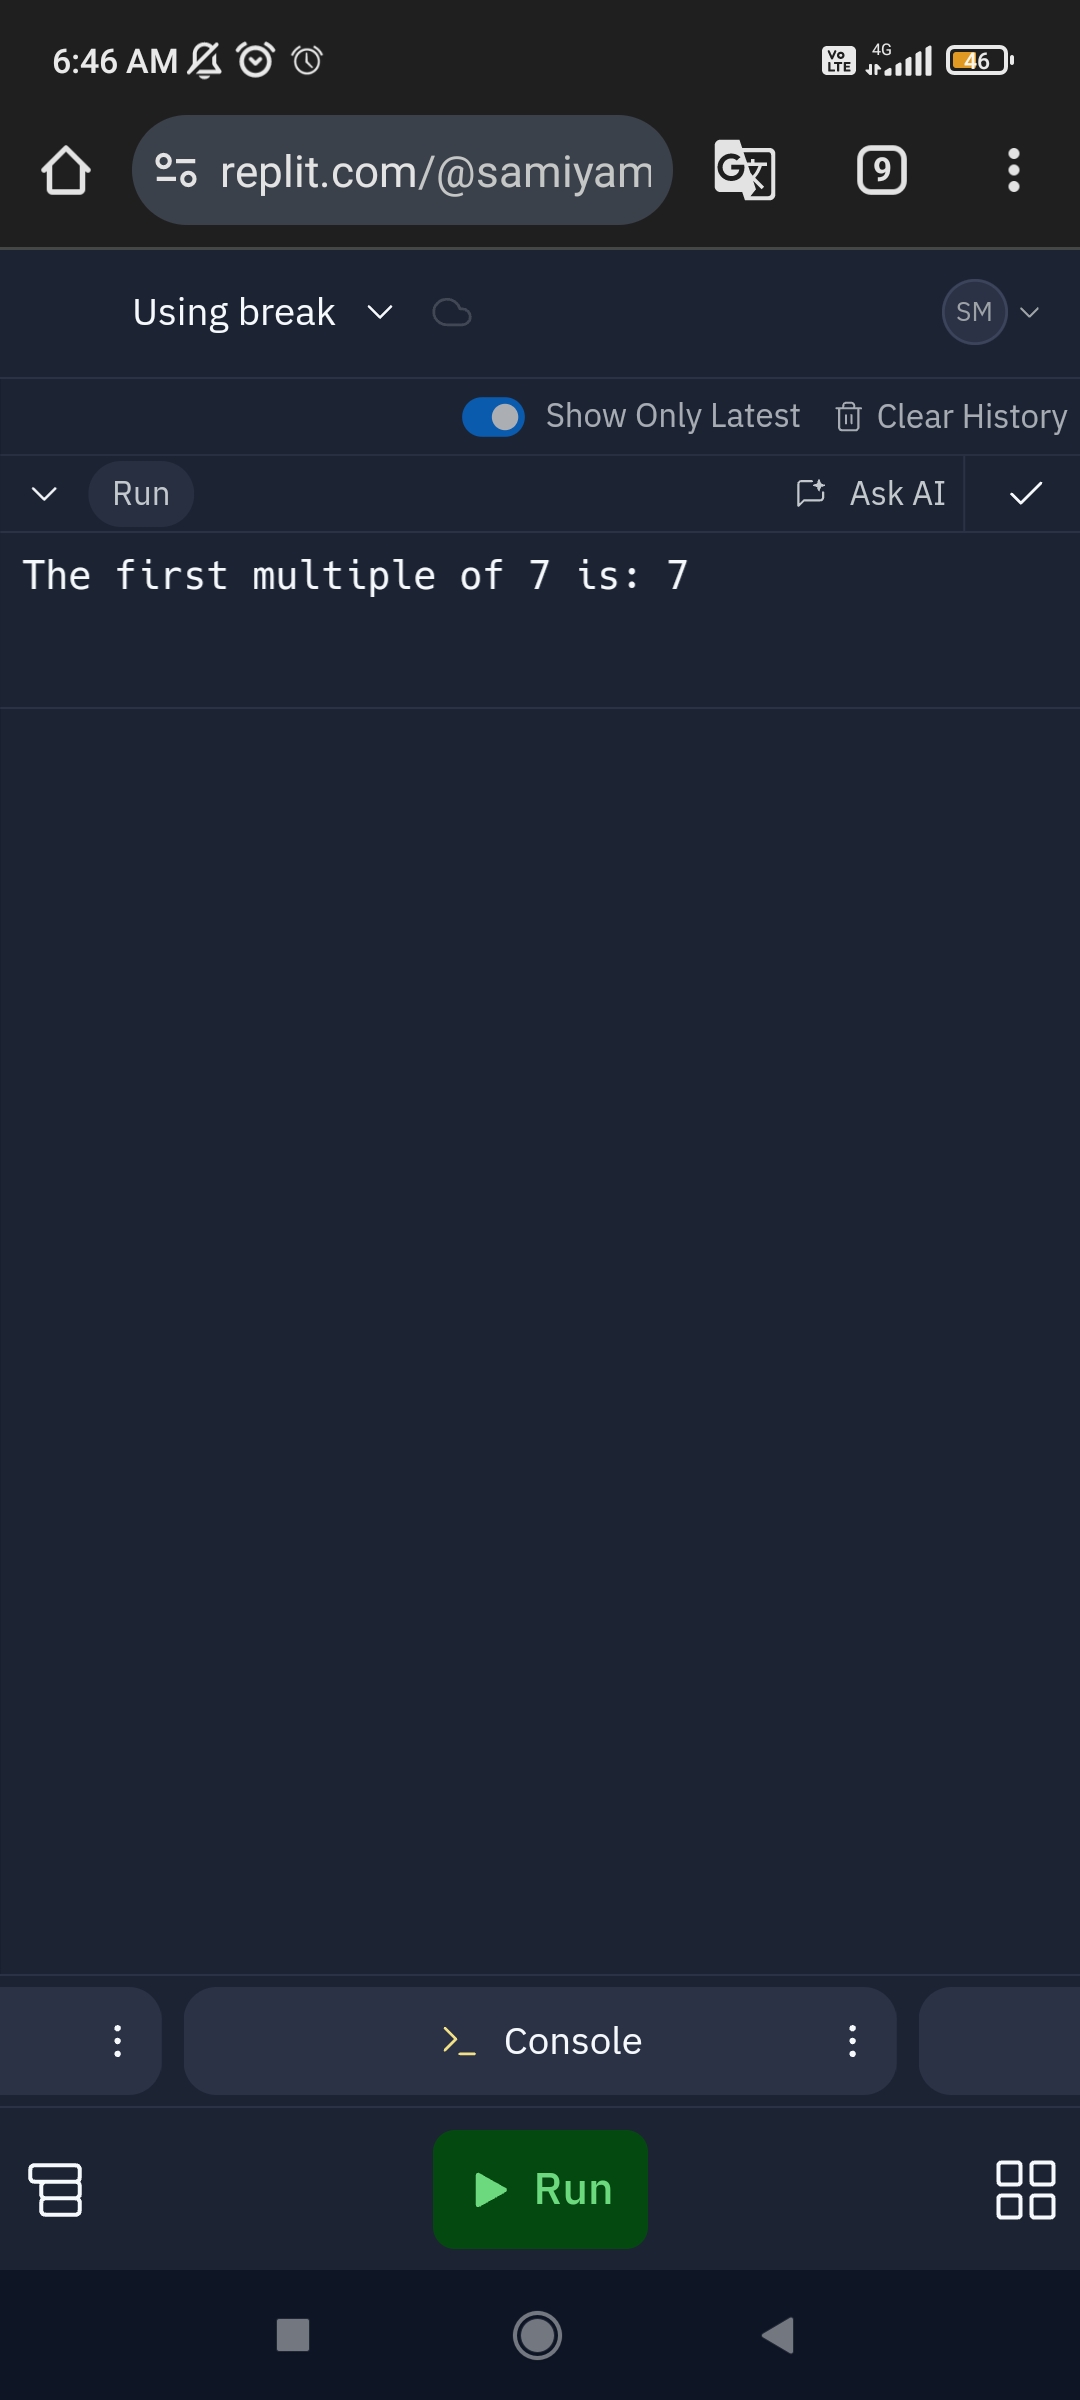 6:46 AM
Vo LTE 4G 46
replit.com/@samiyam
9
Using break
SM
Show Only Latest
Clear History
Run
Ask AI
The first multiple of 7 is: 7
Console
Run